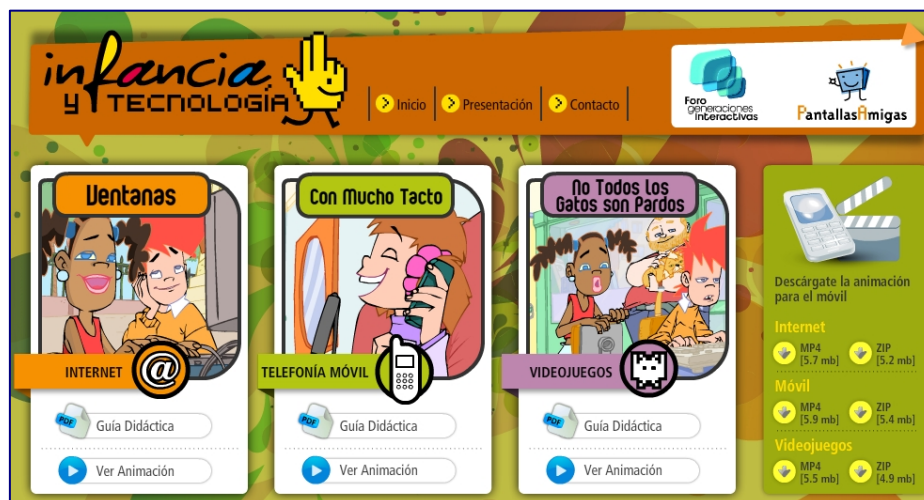 infancia
y TECNOLOGÍA
Inicio
Presentación
Contacto
Foro
generaciones
interactivas
PantallasAmigas
Ventanas
INTERNET
@
PDF
Guía Didáctica
Ver Animación
Con Mucho Tacto
TELEFONÍA MÓVIL
PDF
Guía Didáctica
Ver Animación
No Todos Los
Gatos son Pardos
VIDEOJUEGOS
PDF
Guía Didáctica
Ver Animación
Descárgate la animación
para el móvil
Internet
MP4 ZIP
[5.7 mb] [5.2 mb]
Móvil
MP4 ZIP
[5.9 mb] [5.4 mb]
Videojuegos
MP4 ZIP
[5.5 mb] [4.9 mb]